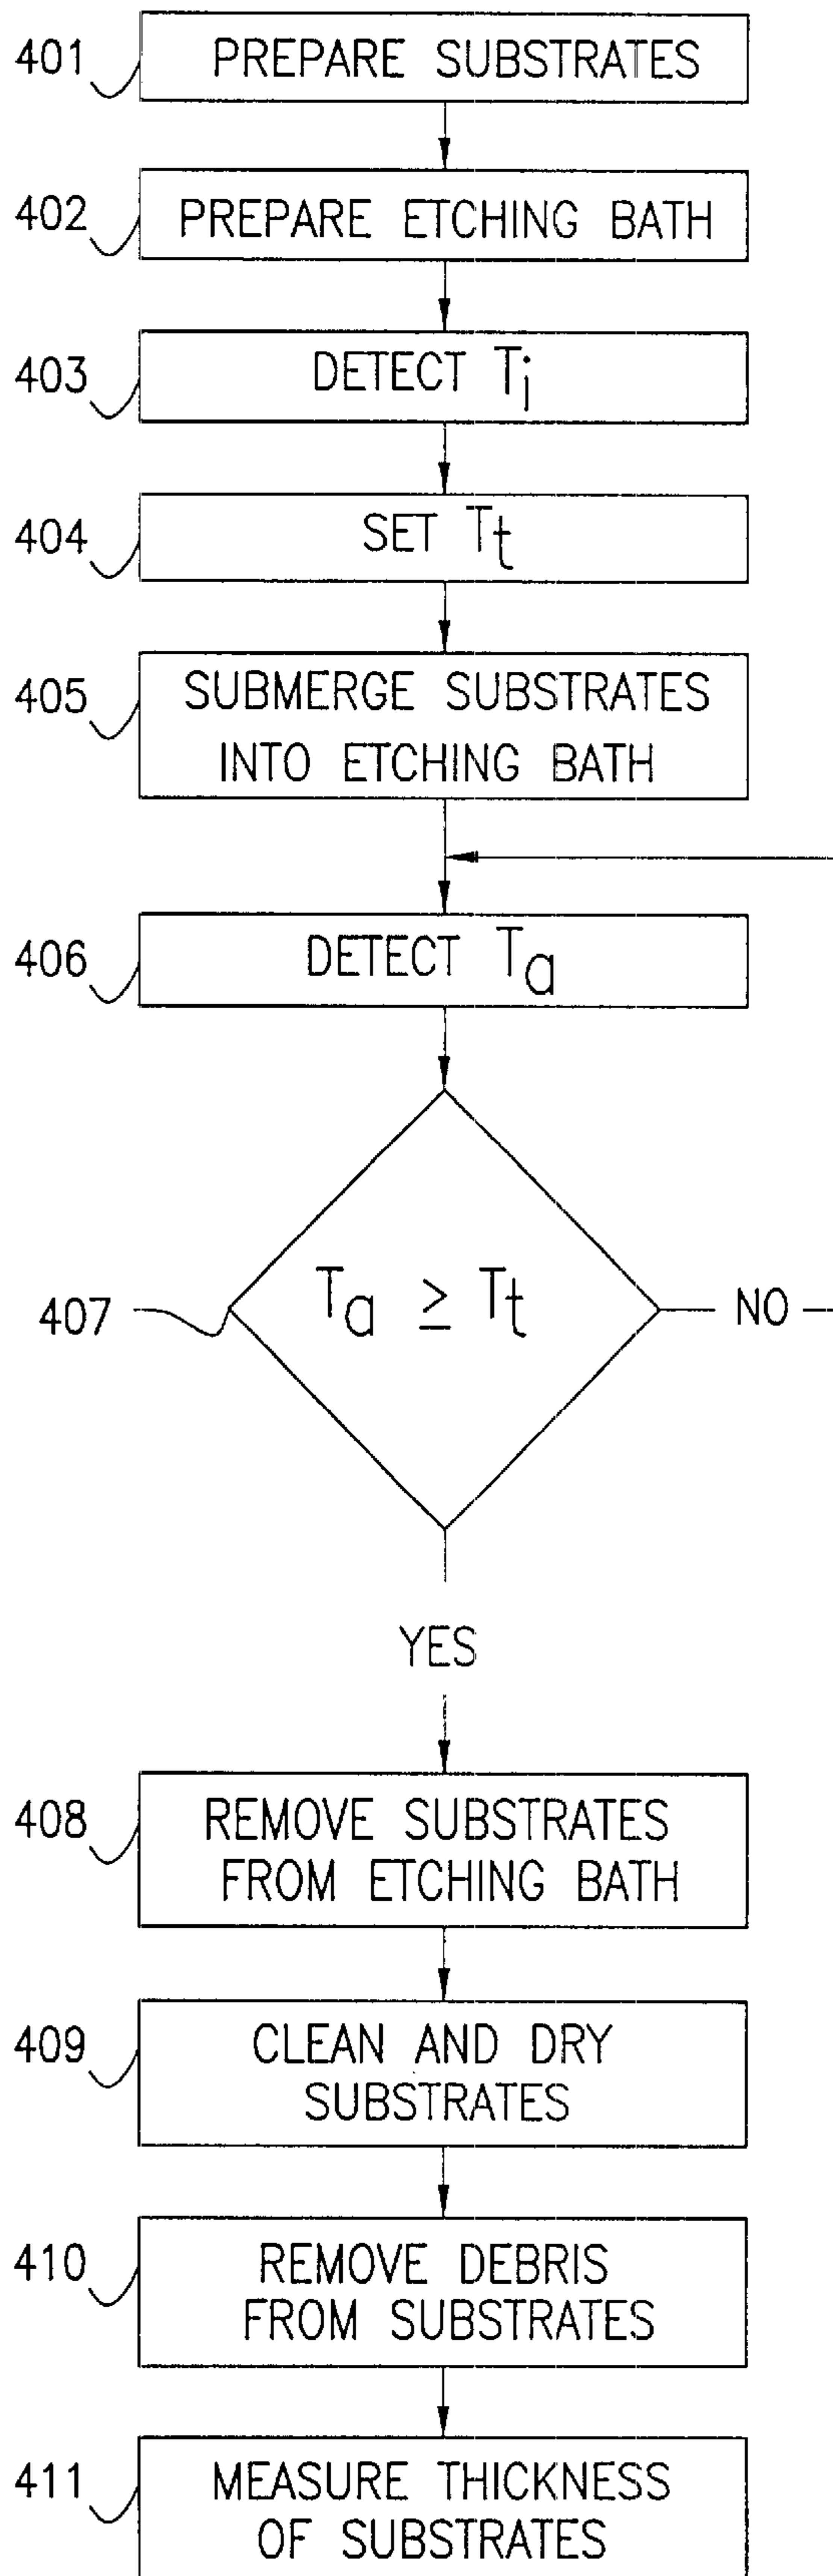 401 PREPARE SUBSTRATES
402 PREPARE ETCHING BATH
403 DETECT Ti
404 SET Tt
405 SUBMERGE SUBSTRATES
INTO ETCHING BATH
406 DETECT Ta
407 Ta ≥ Tt NO
YES
408 REMOVE SUBSTRATES
FROM ETCHING BATH
409 CLEAN AND DRY
SUBSTRATES
410 REMOVE DEBRIS
FROM SUBSTRATES
411 MEASURE THICKNESS
OF SUBSTRATES